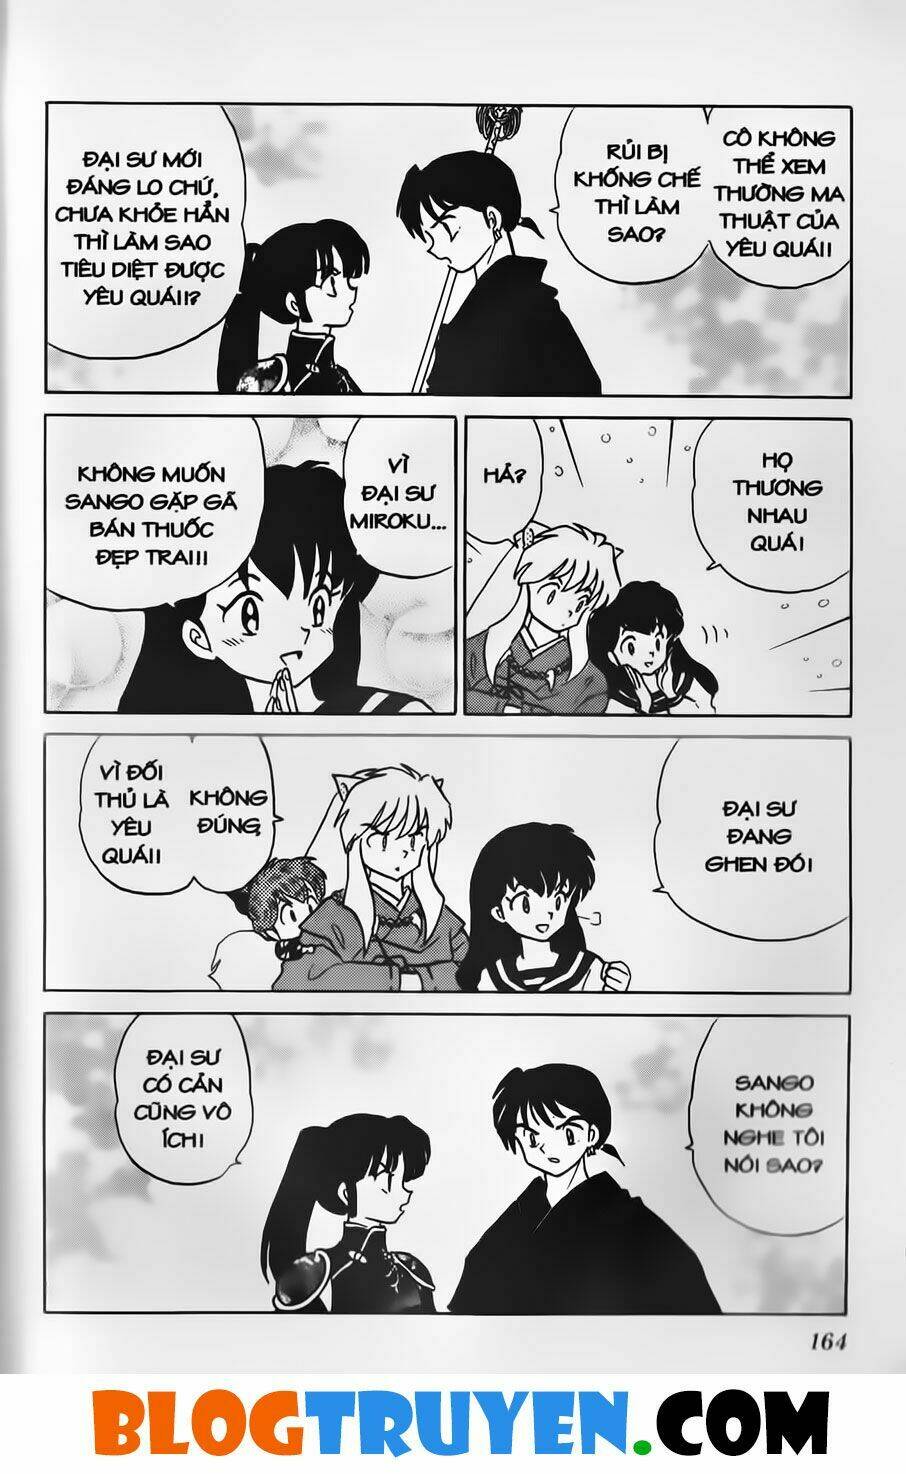 CÔ KHÔNG
THỂ XEM
THƯỜNG MA
THUẬT CỦA
YÊU QUÁI!
RỦI BỊ
KHỐNG CHẾ
THÌ LÀM
SAO?
ĐẠI SƯ MỚI
ĐÁNG LO CHỨ,
CHƯA KHỎE HẲN
THÌ LÀM SAO
TIÊU DIỆT ĐƯỢC
YÊU QUÁI!?
HỌ
THƯƠNG
NHAU
QUÁ!
HẢ?
VÌ
ĐẠI SƯ
MIROKU...
KHÔNG MUỐN
SANGO GẶP GÃ
BÁN THUỐC
ĐẸP TRAI!!
ĐẠI SƯ
ĐANG
GHEN ĐÓ!
KHÔNG
ĐÚNG,
VÌ ĐỐI
THỦ LÀ
YÊU
QUÁI!
SANGO
KHÔNG
NGHE TÔI
NÓI SAO?
ĐẠI SƯ
CÓ CẢN
CŨNG VÔ
ÍCH!
164
BLOGTRUYEN.COM